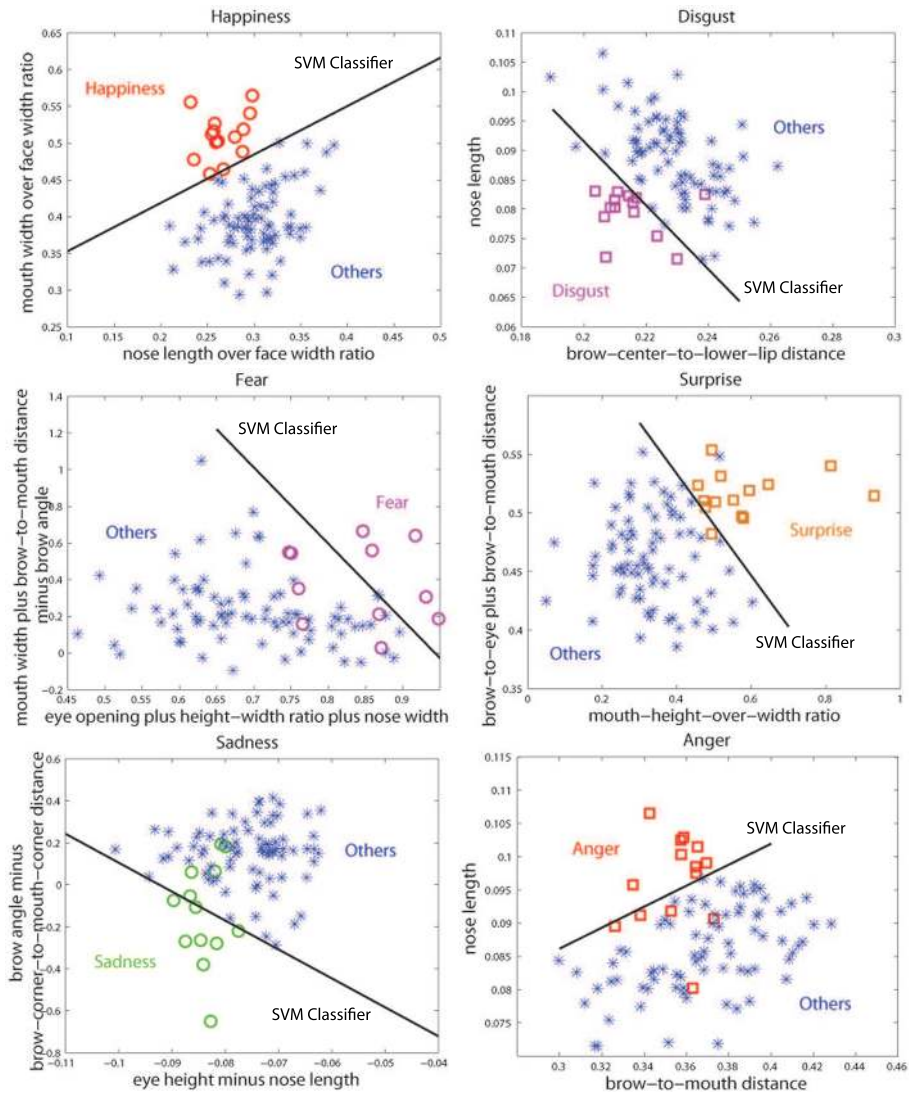 Happiness
mouth width over face width ratio
0.65
0.6
0.55
0.5
0.45
0.4
0.35
0.3
0.25
Happiness
SVM Classifier
Others
0.1
0.15
0.2
0.25
0.3
0.35
0.4
0.45
0.5
nose length over face width ratio
Disgust
nose length
0.11
0.105
0.1
0.095
0.09
0.085
0.08
0.075
0.07
0.065
0.06
Others
Disgust
SVM Classifier
0.18
0.2
0.22
0.24
0.26
0.28
0.3
brow-center-to-lower-lip distance
Fear
mouth width plus brow-to-mouth distance
minus brow angle
1.4
1.2
1
0.8
0.6
0.4
0.2
0
-0.2
SVM Classifier
Fear
Others
0.45
0.5
0.55
0.6
0.65
0.7
0.75
0.8
0.85
0.9
eye opening plus height-width ratio plus nose width
Surprise
brow-to-eye plus brow-to-mouth distance
0.55
0.5
0.45
0.4
0.35
Surprise
SVM Classifier
Others
0
0.2
0.4
0.6
0.8
1
mouth-height-over-width ratio
Sadness
brow angle minus
brow-corner-to-mouth-corner distance
0.6
0.4
0.2
0
-0.2
-0.4
-0.6
-0.8
Others
Sadness
SVM Classifier
-0.11
-0.1
-0.09
-0.08
-0.07
-0.06
-0.05
-0.04
eye height minus nose length
Anger
nose length
0.115
0.11
0.105
0.1
0.095
0.09
0.085
0.08
0.075
SVM Classifier
Anger
Others
0.3
0.32
0.34
0.36
0.38
0.4
0.42
0.44
0.46
brow-to-mouth distance